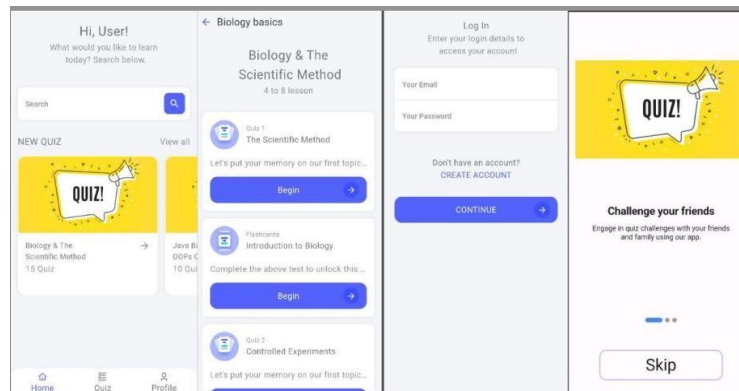 Hi, User!
What would you like to learn
today? Search below.
Search
NEW QUIZ
View all
QUIZ!
Biology & The
Scientific Method
15 Quiz
Java B
OOPs C
10 Qui
Home
Quiz
Profile
Biology basics
Biology & The
Scientific Method
4 to 8 lesson
Quiz 1
The Scientific Method
Let's put your memory on our first topic...
Begin
Flashcards
Introduction to Biology
Complete the above test to unlock this ...
Begin
Quiz 2
Controlled Experiments
Let's put your memory on our first topic...
Log In
Enter your login details to
access your account
Your Email
Your Password
Don't have an account?
CREATE ACCOUNT
CONTINUE
QUIZ!
Challenge your friends
Engage in quiz challenges with your friends
and family using our app.
Skip